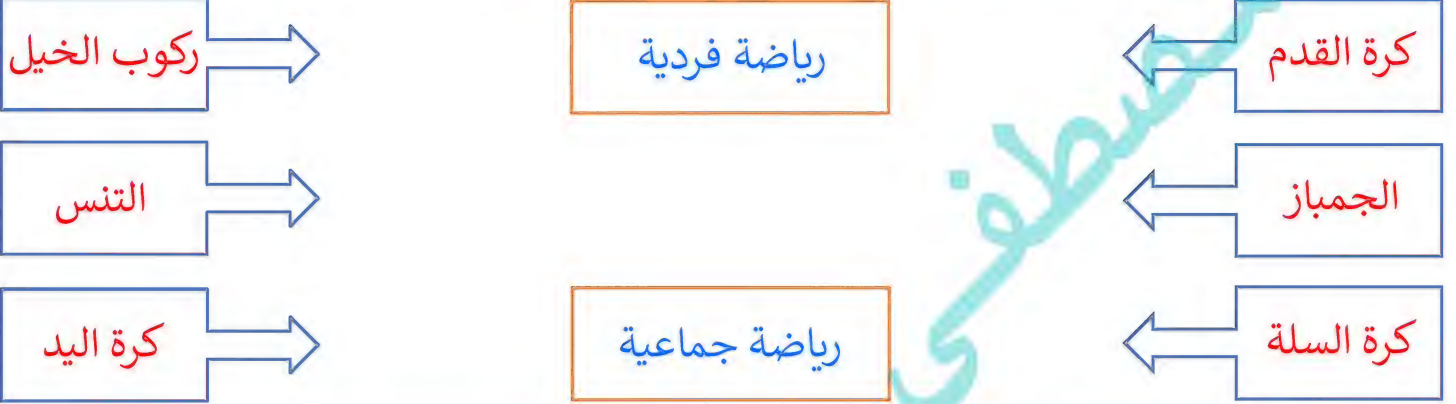 كرة القدم
رياضة فردية
ركوب الخيل
الجمباز
التنس
كرة السلة
رياضة جماعية
كرة اليد